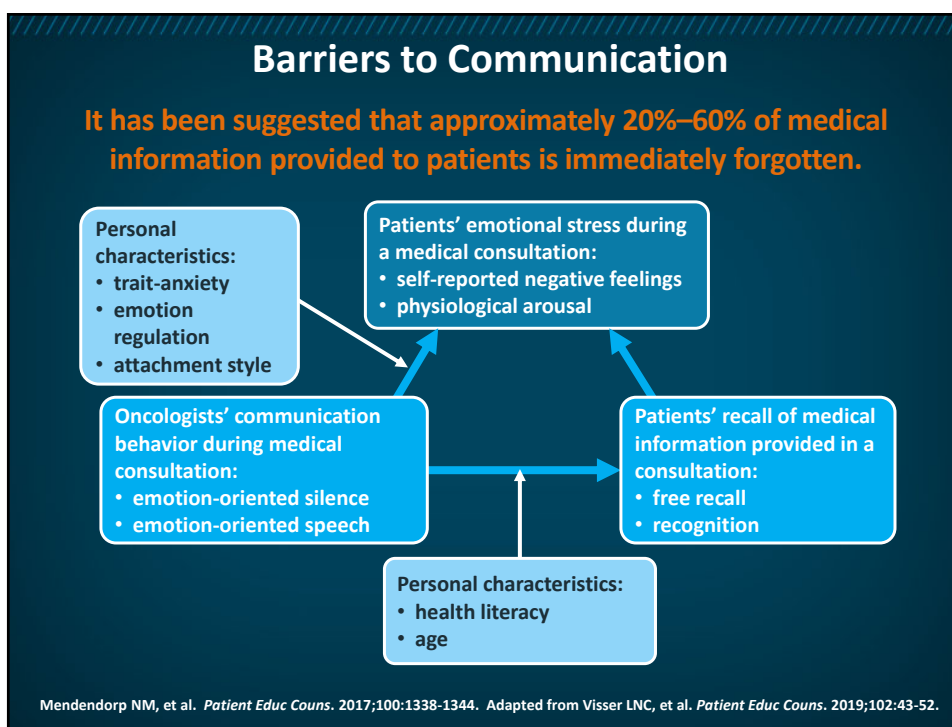 Barriers to Communication
It has been suggested that approximately 20%–60% of medical
information provided to patients is immediately forgotten.
Personal
characteristics:
• trait-anxiety
• emotion
regulation
• attachment style
Patients’ emotional stress during
a medical consultation:
• self-reported negative feelings
• physiological arousal
Oncologists’ communication
behavior during medical
consultation:
• emotion-oriented silence
• emotion-oriented speech
Patients’ recall of medical
information provided in a
consultation:
• free recall
• recognition
Personal characteristics:
• health literacy
• age
Mendendorp NM, et al. Patient Educ Couns. 2017;100:1338-1344. Adapted from Visser LNC, et al. Patient Educ Couns. 2019;102:43-52.